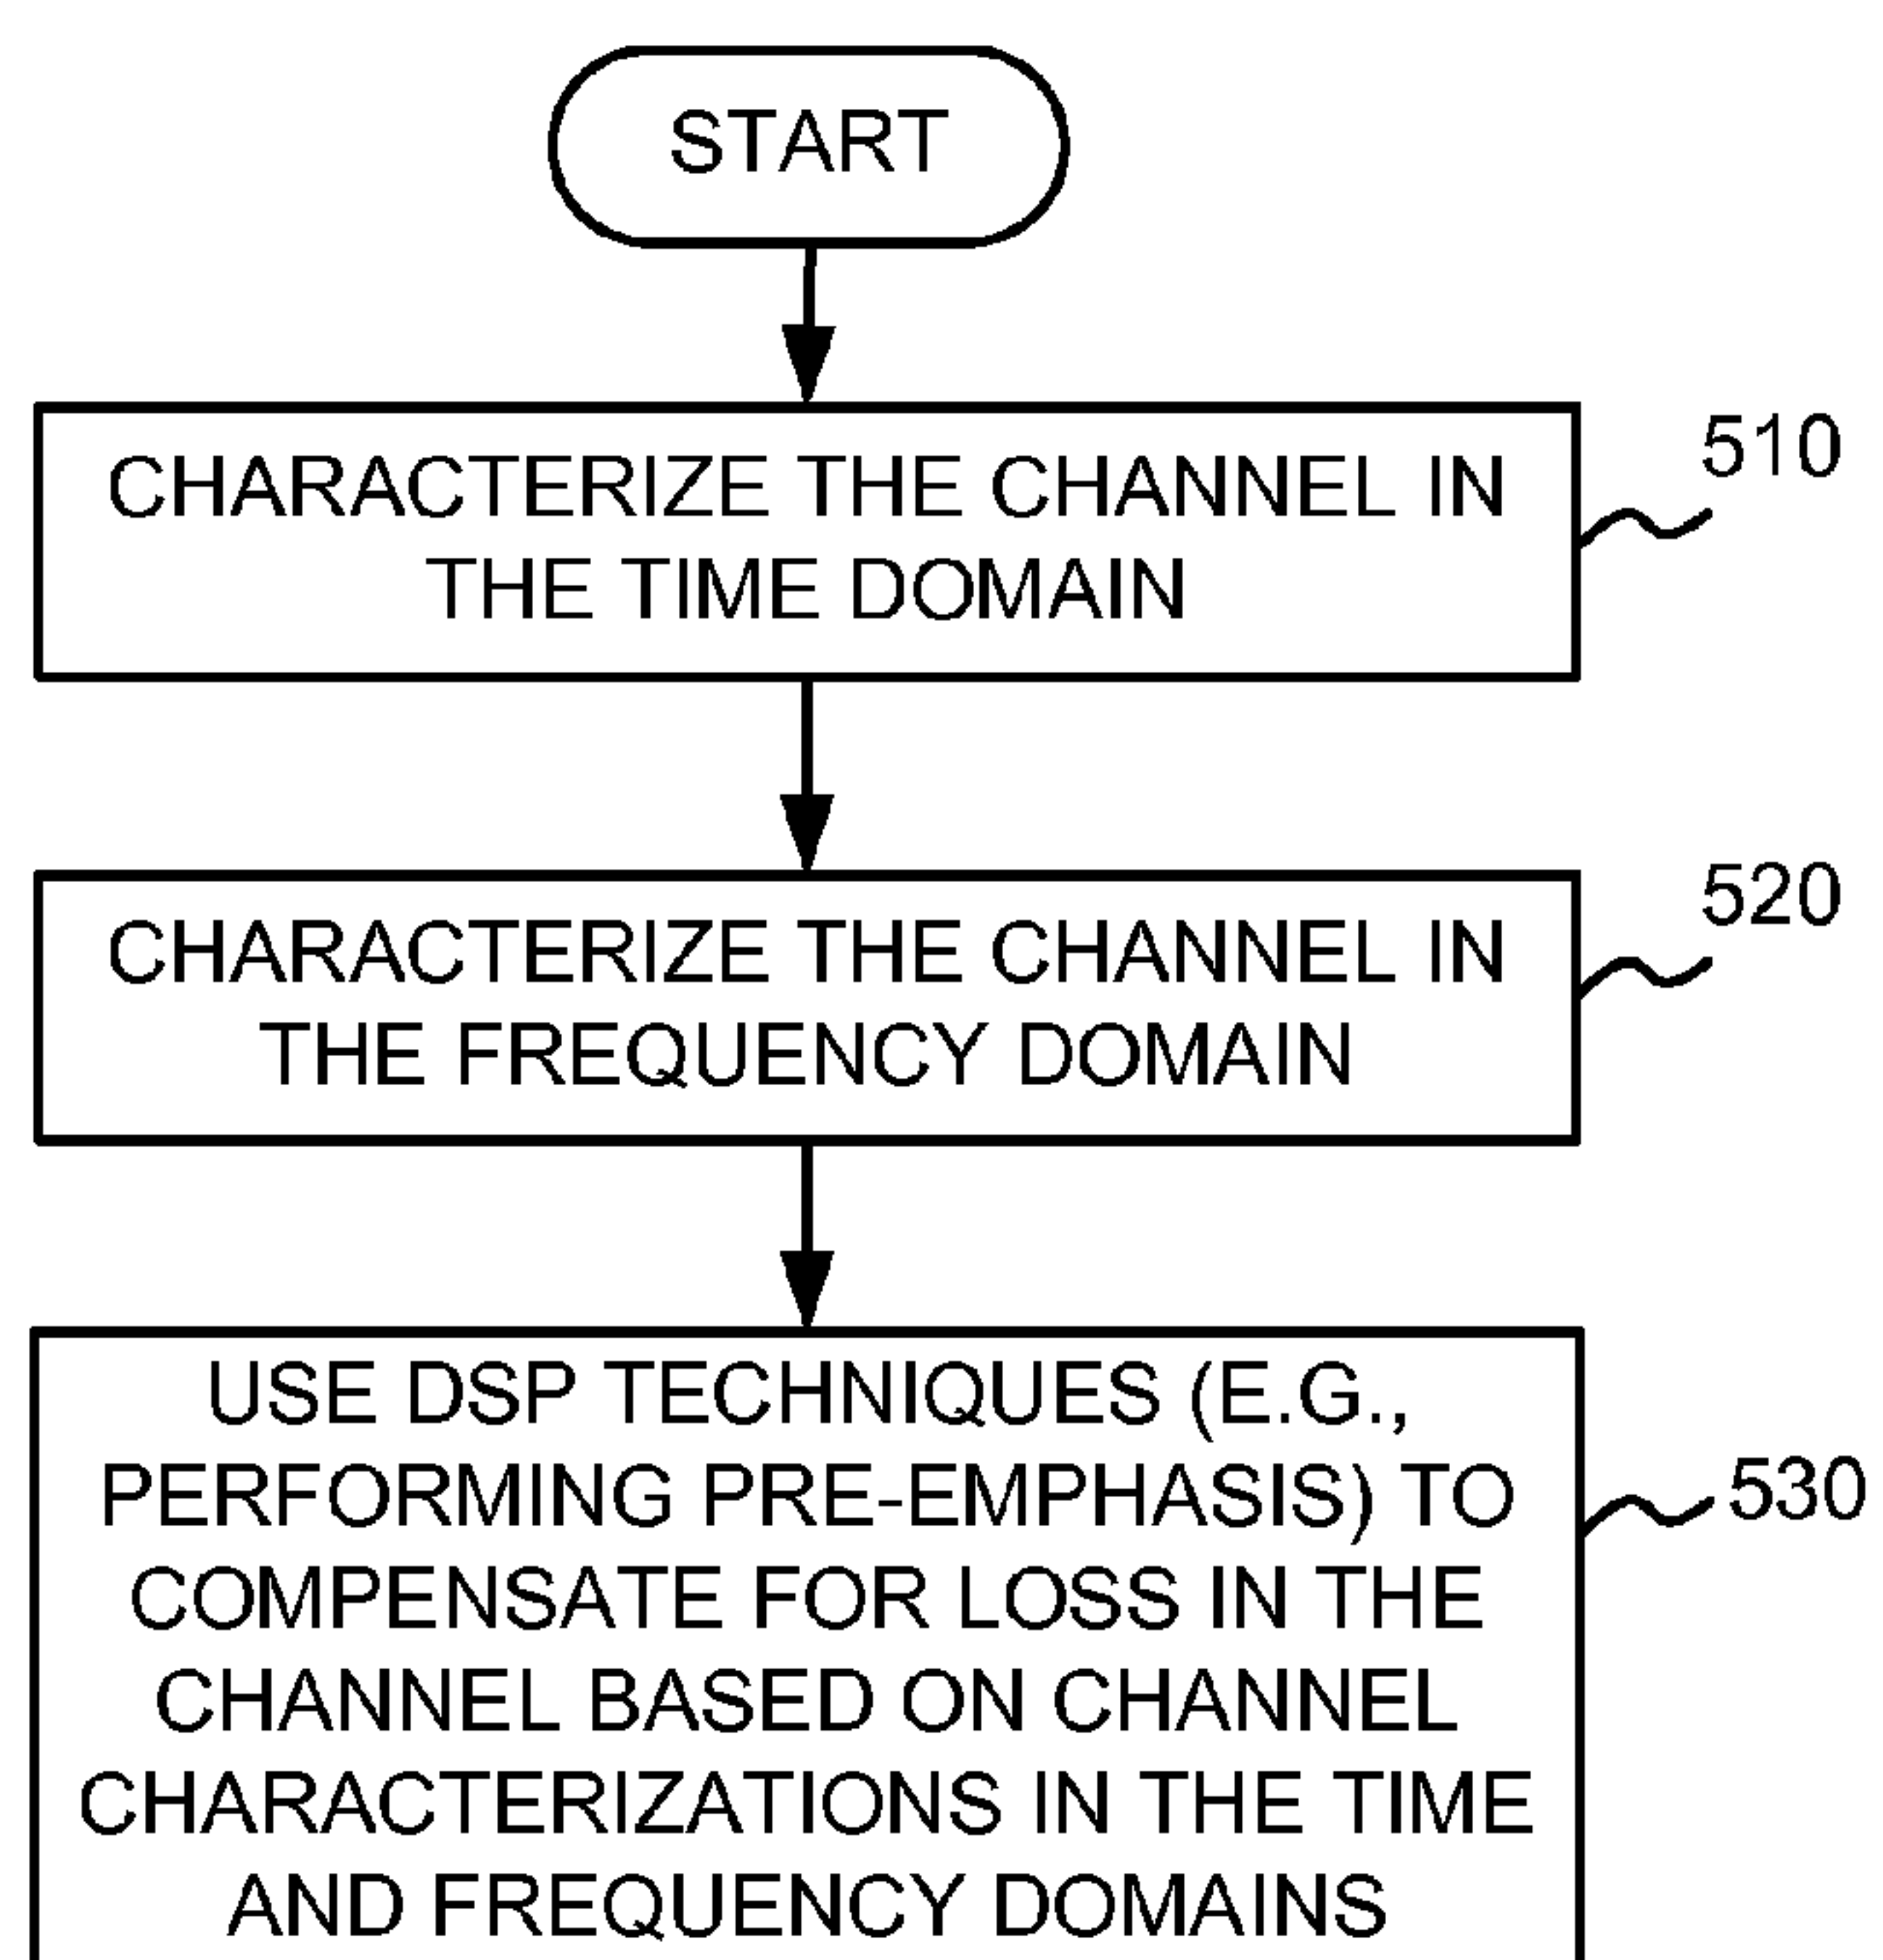 START
CHARACTERIZE THE CHANNEL IN
THE TIME DOMAIN
510
CHARACTERIZE THE CHANNEL IN
THE FREQUENCY DOMAIN
520
USE DSP TECHNIQUES (E.G.,
PERFORMING PRE-EMPHASIS) TO
COMPENSATE FOR LOSS IN THE
CHANNEL BASED ON CHANNEL
CHARACTERIZATIONS IN THE TIME
AND FREQUENCY DOMAINS
530